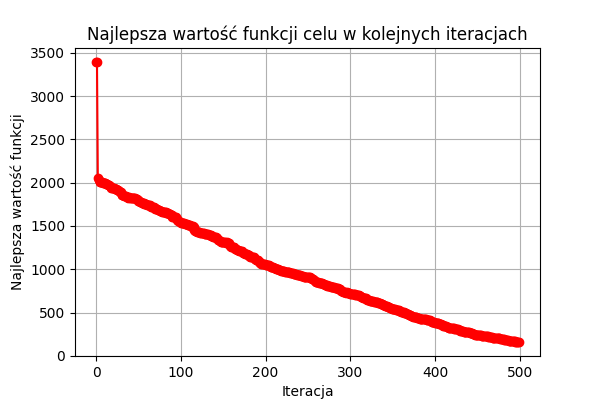 Najlepsza wartość funkcji celu w kolejnych iteracjach
3500
3000
2500
2000
1500
1000
500
0
Najlepsza wartość funkcji
0 100 200 300 400 500
Iteracja